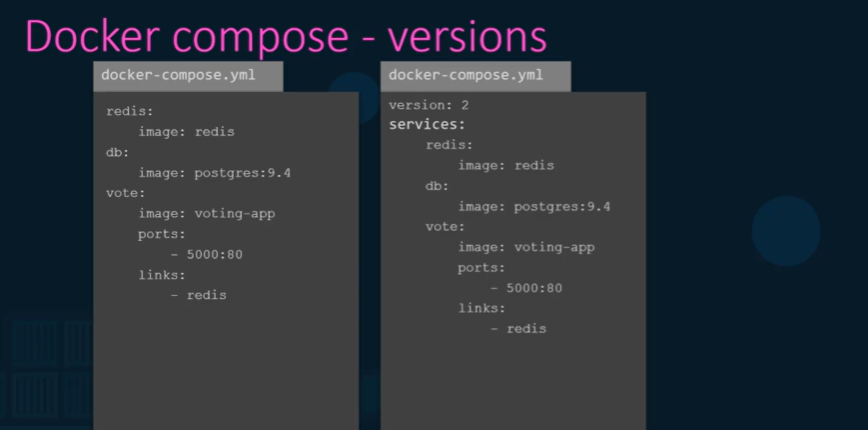 Docker compose - versions
docker-compose.yml
redis:
    image: redis
db:
    image: postgres:9.4
vote:
    image: voting-app
    ports:
        - 5000:80
    links:
        - redis
docker-compose.yml
version: 2
services:
    redis:
        image: redis
    db:
        image: postgres:9.4
    vote:
        image: voting-app
        ports:
            - 5000:80
        links:
            - redis